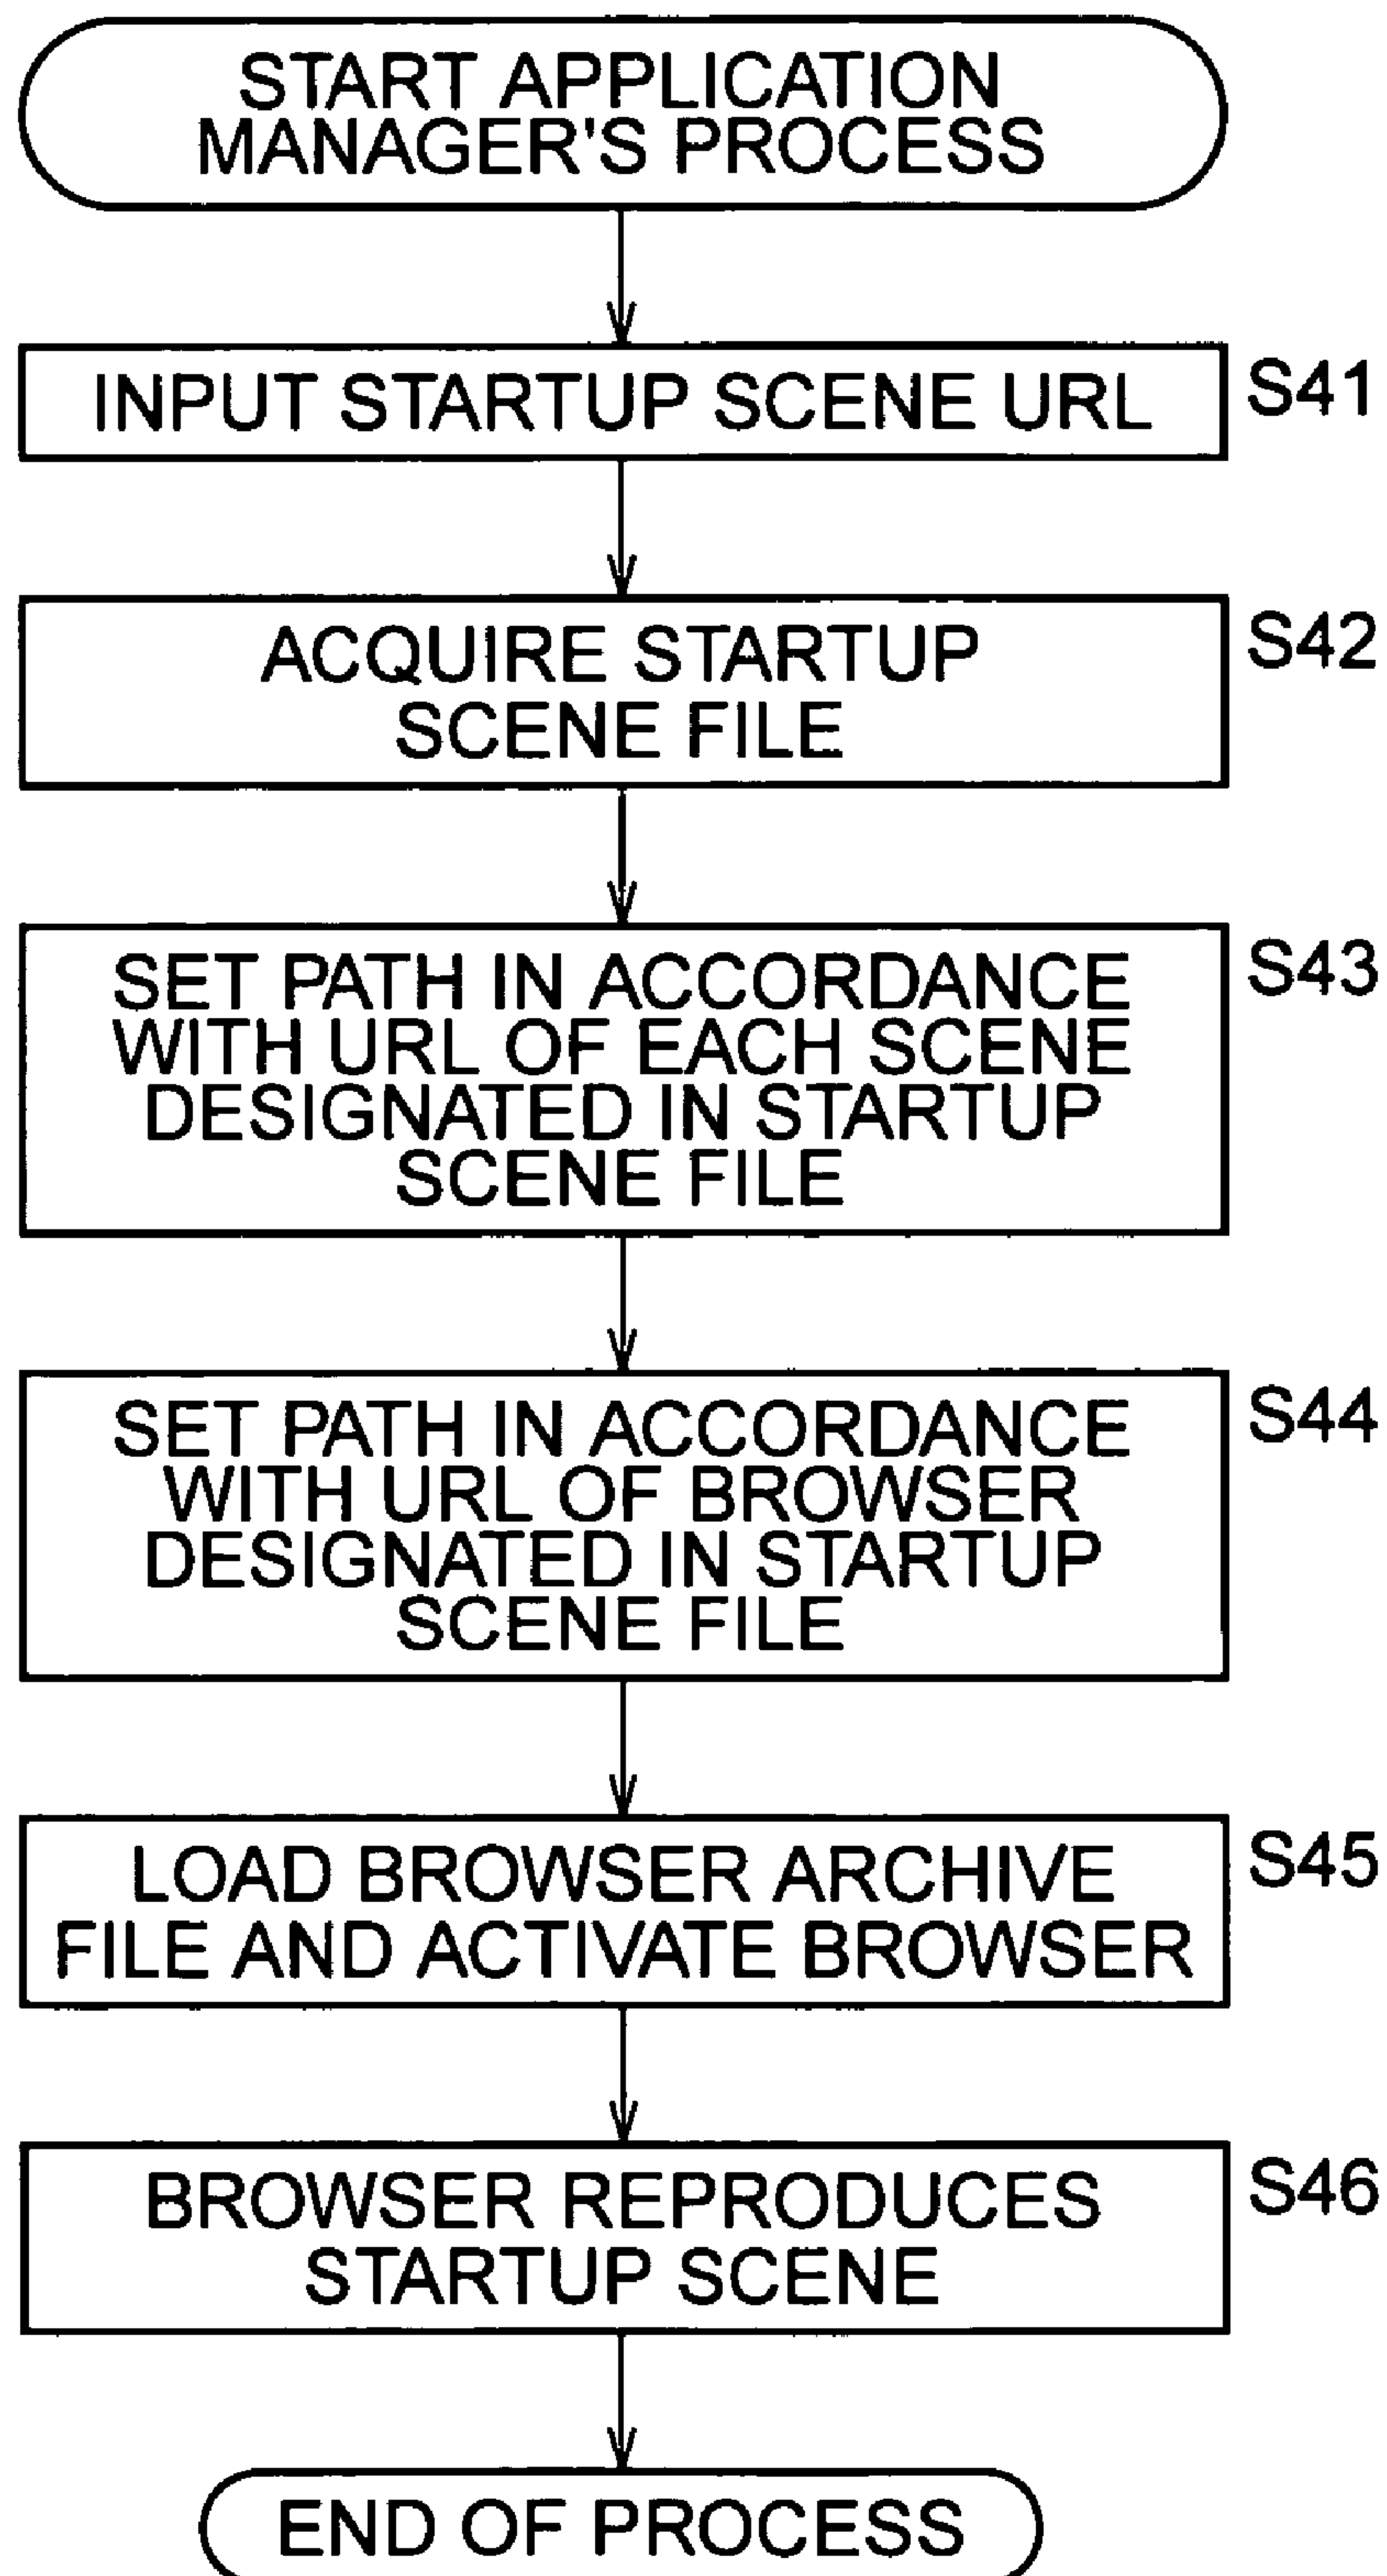 START APPLICATION
MANAGER'S PROCESS
INPUT STARTUP SCENE URL
S41
ACQUIRE STARTUP
SCENE FILE
S42
SET PATH IN ACCORDANCE
WITH URL OF EACH SCENE
DESIGNATED IN STARTUP
SCENE FILE
S43
SET PATH IN ACCORDANCE
WITH URL OF BROWSER
DESIGNATED IN STARTUP
SCENE FILE
S44
LOAD BROWSER ARCHIVE
FILE AND ACTIVATE BROWSER
S45
BROWSER REPRODUCES
STARTUP SCENE
S46
END OF PROCESS